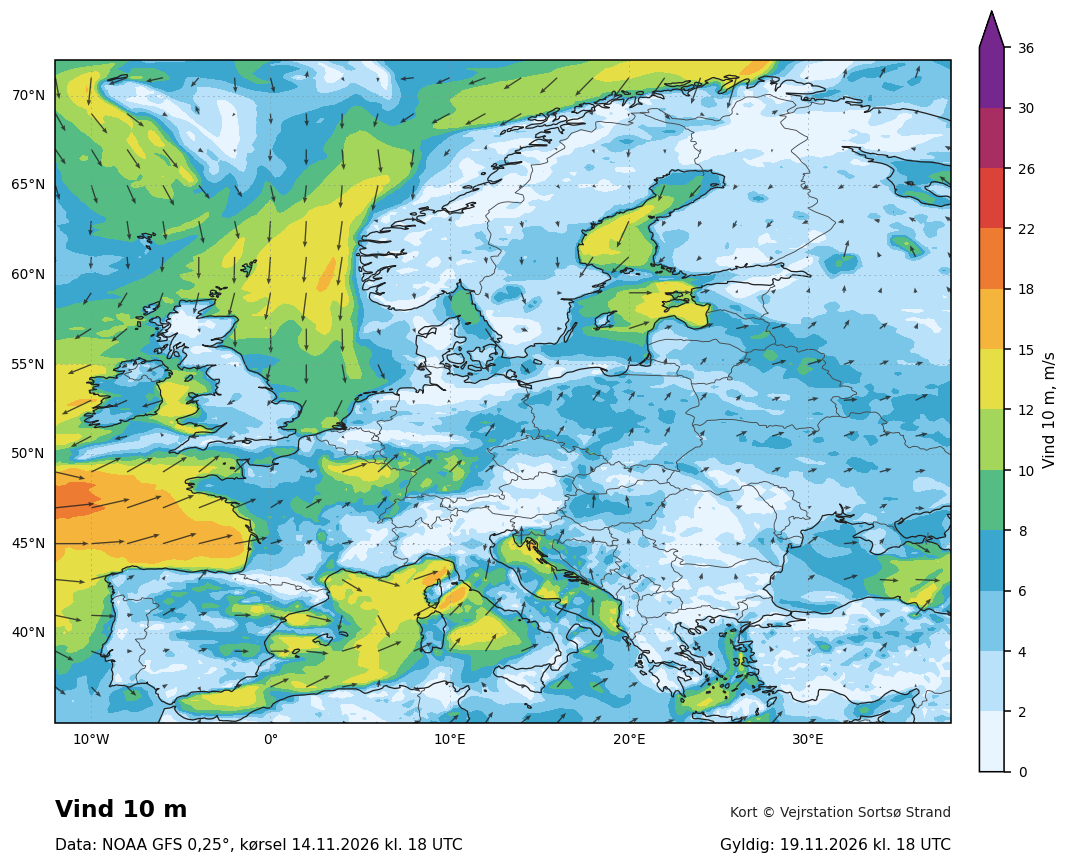 70°N
65°N
60°N
55°N
50°N
45°N
40°N
10°W
0°
10°E
20°E
30°E
36
30
26
22
18
15
12
10
8
6
4
2
0
Vind 10 m, m/s
Vind 10 m
Kort © Vejrstation Sortsø Strand
Data: NOAA GFS 0,25°, kørsel 14.11.2026 kl. 18 UTC
Gyldig: 19.11.2026 kl. 18 UTC